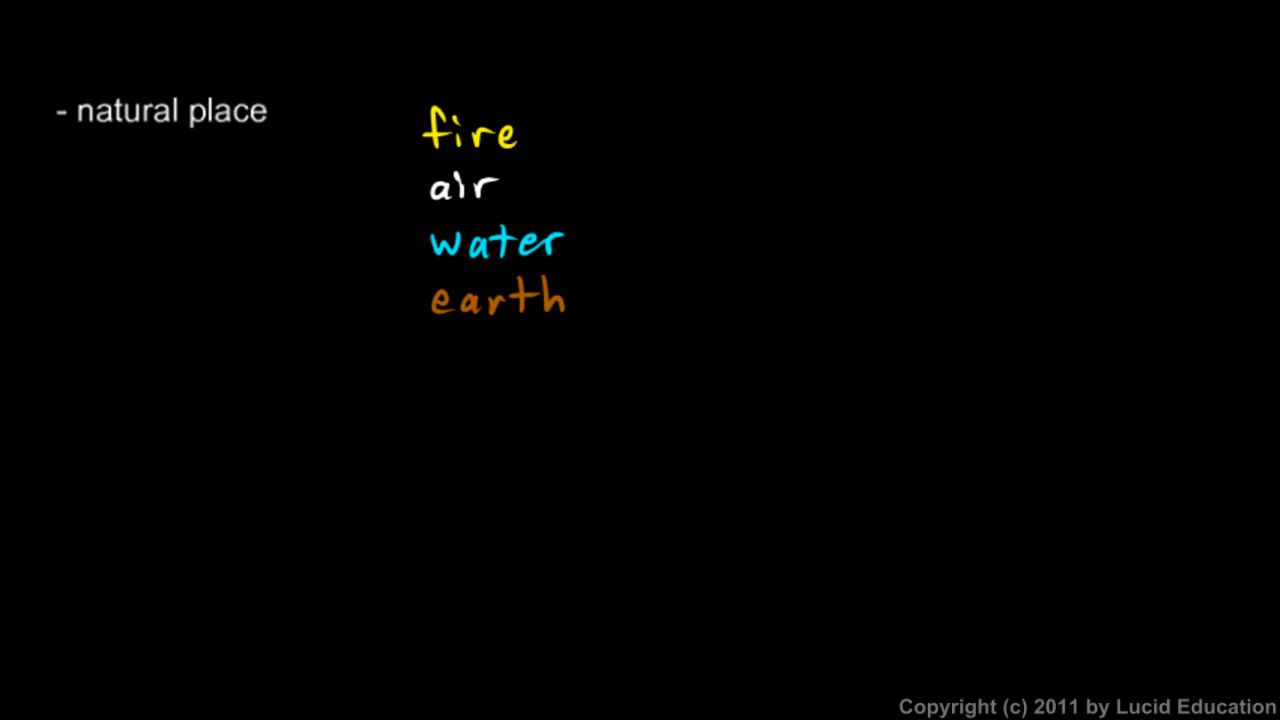 - natural place
fire
air
water
earth
Copyright (c) 2011 by Lucid Education